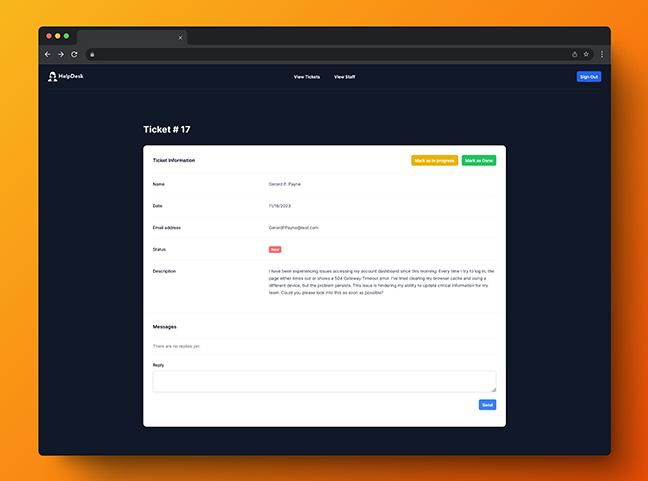 HelpDesk
View Tickets
View Staff
Sign Out
Ticket # 17
Ticket Information
Mark as in progress
Mark as Done
Name
Gerard P. Payne
Date
11/18/2023
Email address
GerardPPayne@test.com
Status
New
Description
I have been experiencing issues accessing my account dashboard since this morning. Every time I try to log in, the
page either times out or shows a 504 Gateway Timeout error. I've tried clearing my browser cache and using a
different device, but the problem persists. This issue is hindering my ability to update critical information for my
team. Could you please look into this as soon as possible?
Messages
There are no replies yet.
Reply
Send